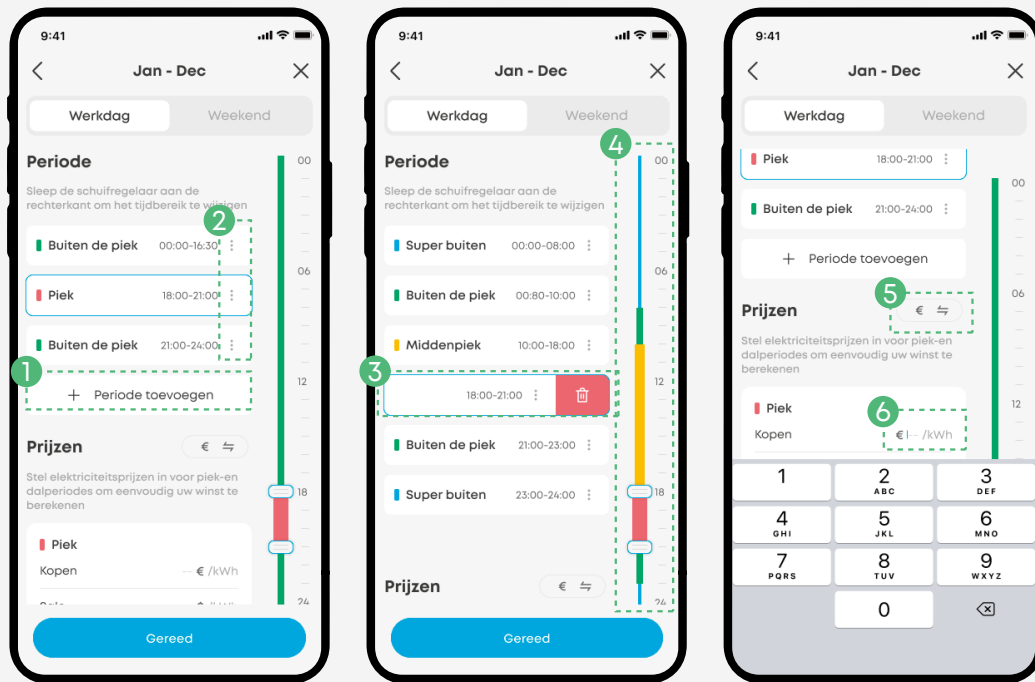 9:41
Jan - Dec
Werkdag
Weekend
Periode
00
Sleep de schuifregelaar aan de
rechterkant om het tijdbereik te wijzigen
2
Buiten de piek 00:00-16:30
06
Piek 18:00-21:00
Buiten de piek 21:00-24:00
1
12
+ Periode toevoegen
Prijzen
€
Stel elektriciteitsprijzen in voor piek-en
dalperiodes om eenvoudig uw winst te
berekenen
18
Piek
Kopen -- € /kWh
24
Gereed
9:41
Jan - Dec
Werkdag
Weekend
4
Periode
00
Sleep de schuifregelaar aan de
rechterkant om het tijdbereik te wijzigen
Super buiten 00:00-08:00
06
Buiten de piek 00:80-10:00
Middenpiek 10:00-18:00
3
12
18:00-21:00
Buiten de piek 21:00-23:00
Super buiten 23:00-24:00
18
Prijzen
€
24
Gereed
9:41
Jan - Dec
Werkdag
Weekend
Piek 18:00-21:00
00
Buiten de piek 21:00-24:00
+ Periode toevoegen
5
06
Prijzen
€
Stel elektriciteitsprijzen in voor piek-en
dalperiodes om eenvoudig uw winst te
berekenen
12
Piek
6
Kopen € -- /kWh
1
2
ABC
3
DEF
4
GHI
5
JKL
6
MNO
7
PQRS
8
TUV
9
WXYZ
0